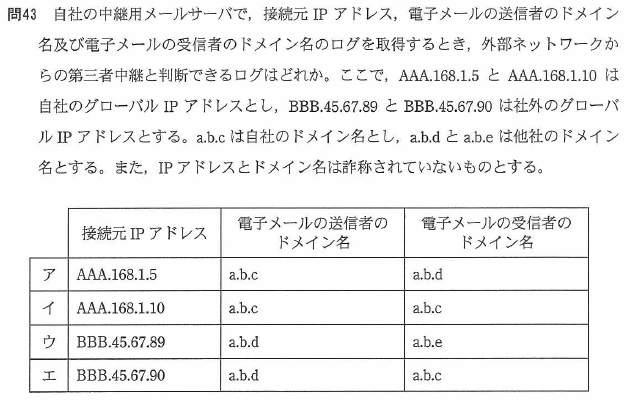 問43 自社の中継用メールサーバで，接続元 IP アドレス，電子メールの送信者のドメイン
名及び電子メールの受信者のドメイン名のログを取得するとき，外部ネットワークか
らの第三者中継と判断できるログはどれか。ここで，AAA.168.1.5 と AAA.168.1.10 は
自社のグローバル IP アドレスとし，BBB.45.67.89 と BBB.45.67.90 は社外のグローバ
ル IP アドレスとする。a.b.c は自社のドメイン名とし，a.b.d と a.b.e は他社のドメイン
名とする。また，IP アドレスとドメイン名は詐称されていないものとする。
接続元 IP アドレス 電子メールの送信者の 電子メールの受信者の
ドメイン名 ドメイン名
ア AAA.168.1.5 a.b.c a.b.d
イ AAA.168.1.10 a.b.c a.b.c
ウ BBB.45.67.89 a.b.d a.b.e
エ BBB.45.67.90 a.b.d a.b.c